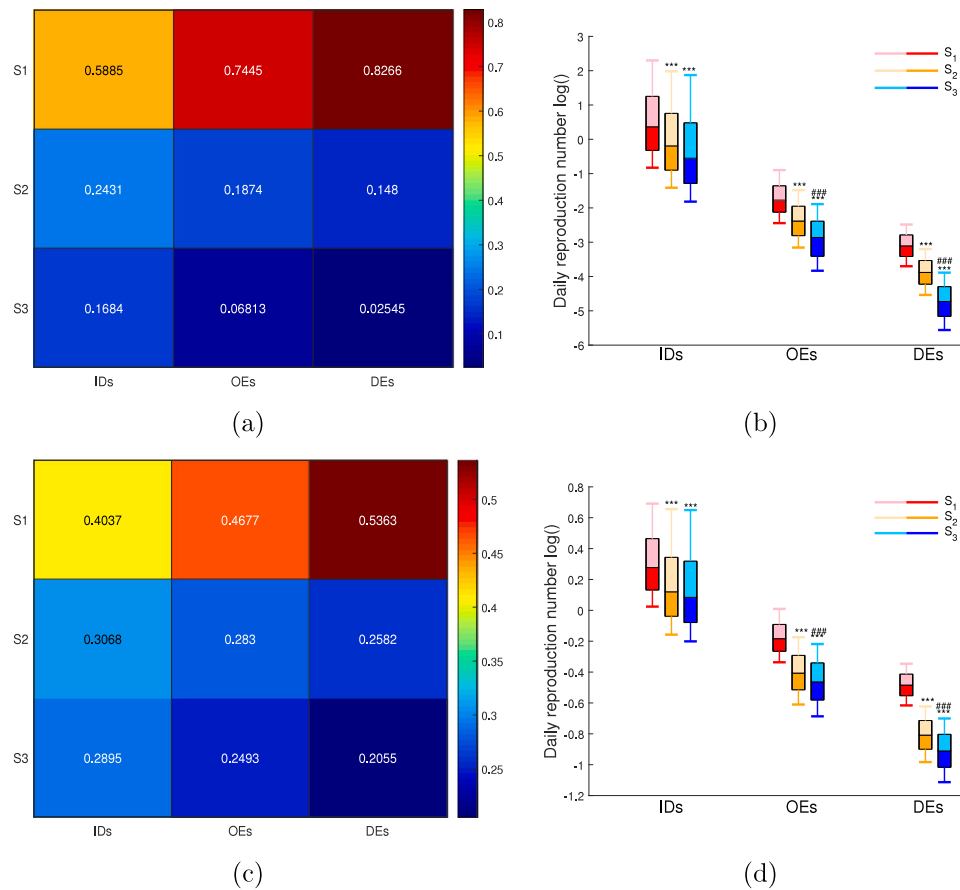 S1
S2
S3
0.5885 0.7445 0.8266
0.2431 0.1874 0.148
0.1684 0.06813 0.02545
IDs OEs DEs
0.8
0.7
0.6
0.5
0.4
0.3
0.2
0.1
(a)
Daily reproduction number log()
3
2
1
0
-1
-2
-3
-4
-5
-6
IDs OEs DEs
S1
S2
S3
*** ***
*** ### ***
*** ### ***
(b)
S1
S2
S3
0.4037 0.4677 0.5363
0.3068 0.283 0.2582
0.2895 0.2493 0.2055
IDs OEs DEs
0.5
0.45
0.4
0.35
0.3
0.25
(c)
Daily reproduction number log()
0.8
0.6
0.4
0.2
0
-0.2
-0.4
-0.6
-0.8
-1
-1.2
IDs OEs DEs
S1
S2
S3
*** ***
*** ### ***
*** ### ***
(d)